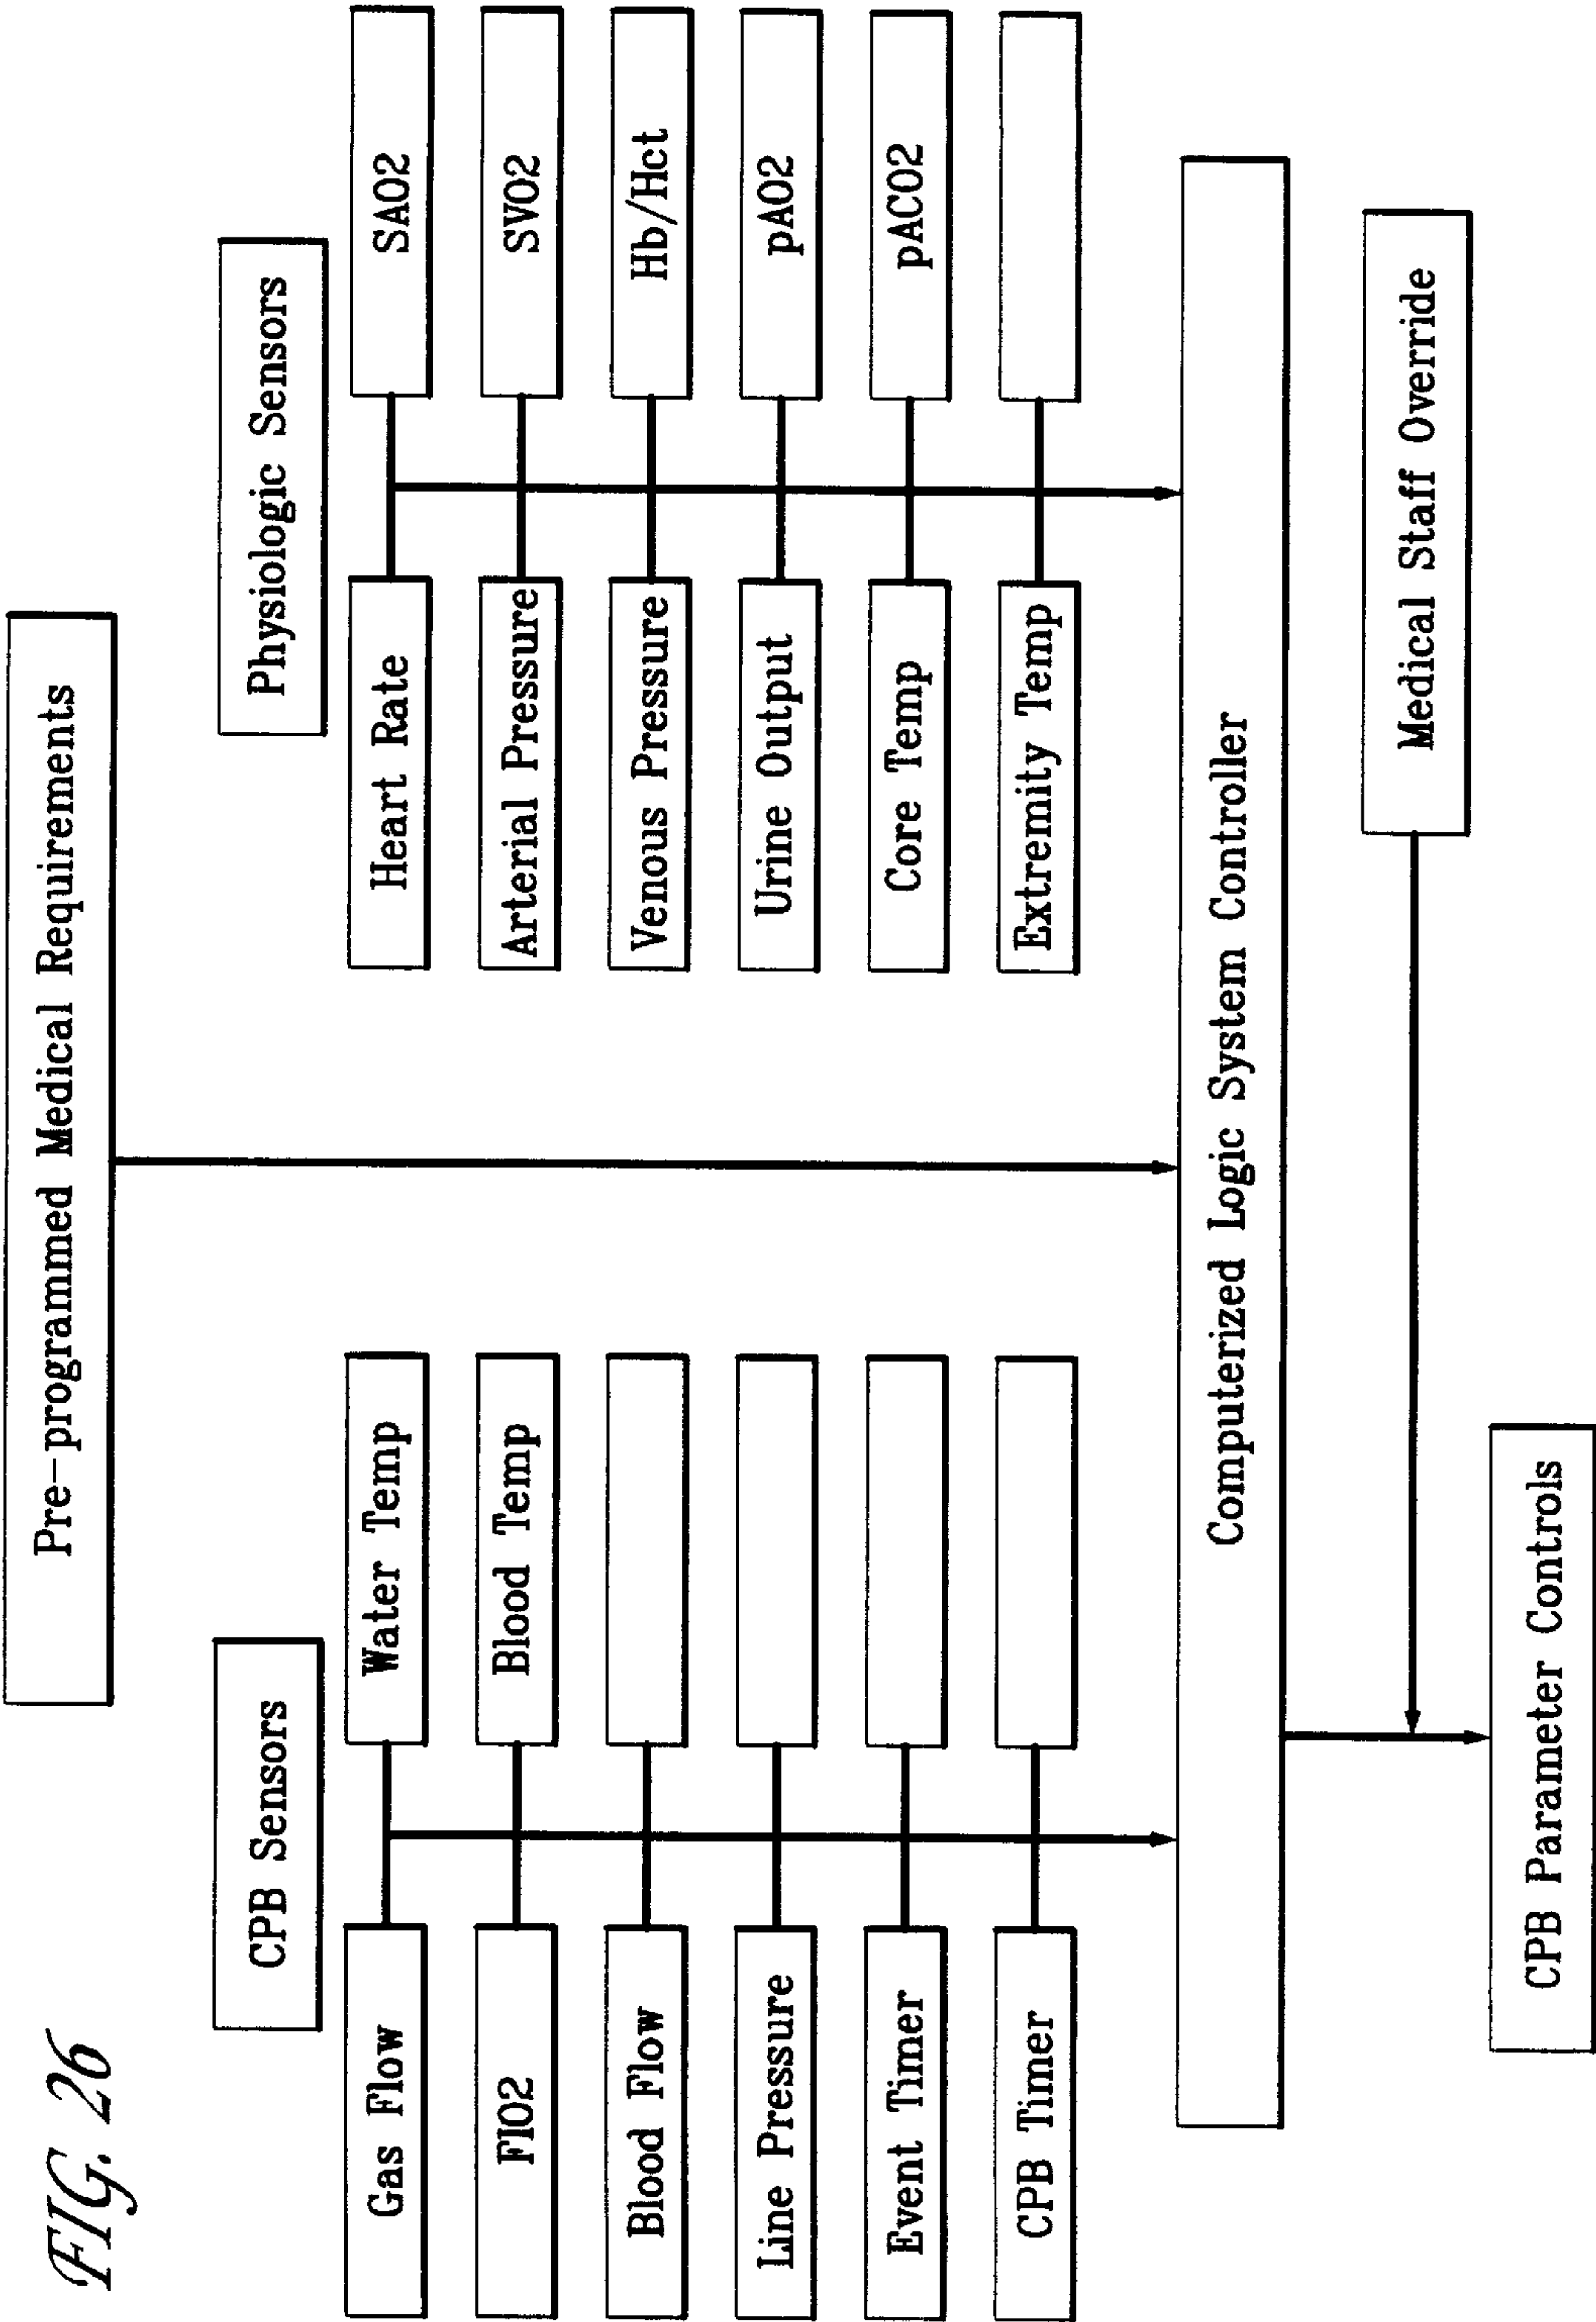 FIG. 26
Pre-programmed Medical Requirements
CPB Sensors
Gas Flow
Water Temp
FIO2
Blood Temp
Blood Flow
Line Pressure
Event Timer
CPB Timer
Physiologic Sensors
Heart Rate
SAO2
Arterial Pressure
SVO2
Venous Pressure
Hb/Hct
Urine Output
pAO2
Core Temp
pACO2
Extremity Temp
Computerized Logic System Controller
Medical Staff Override
CPB Parameter Controls